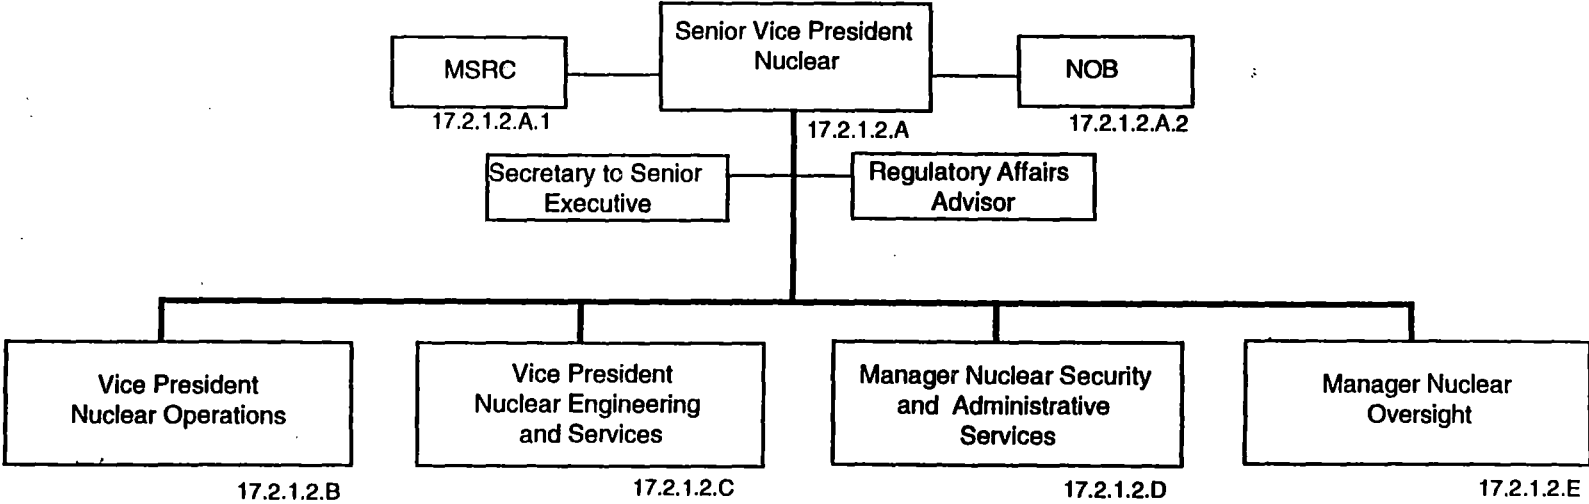 Senior Vice President
Nuclear
MSRC
NOB
17.2.1.2.A.1
17.2.1.2.A
17.2.1.2.A.2
Secretary to Senior
Executive
Regulatory Affairs
Advisor
Vice President
Nuclear Operations
Vice President
Nuclear Engineering
and Services
Manager Nuclear Security
and Administrative
Services
Manager Nuclear
Oversight
17.2.1.2.B
17.2.1.2.C
17.2.1.2.D
17.2.1.2.E